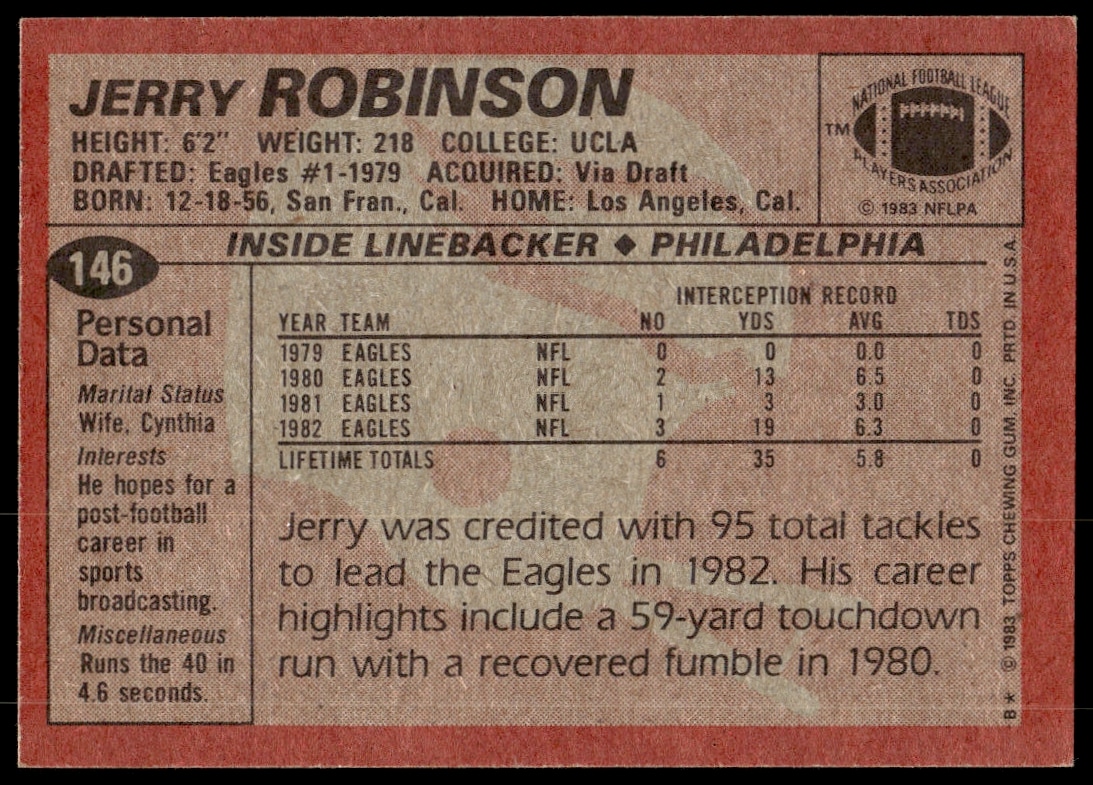 JERRY ROBINSON
HEIGHT: 6'2" WEIGHT: 218 COLLEGE: UCLA
DRAFTED: Eagles #1-1979 ACQUIRED: Via Draft
BORN: 12-18-56, San Fran., Cal. HOME: Los Angeles, Cal.
NATIONAL FOOTBALL LEAGUE
TM
PLAYERS ASSOCIATION
© 1983 NFLPA
146
INSIDE LINEBACKER ◆ PHILADELPHIA
Personal
Data
Marital Status
Wife, Cynthia
Interests
He hopes for a
post-football
career in
sports
broadcasting.
Miscellaneous
Runs the 40 in
4.6 seconds.
INTERCEPTION RECORD
YEAR TEAM NO YDS AVG TDS
1979 EAGLES NFL 0 0 0.0 0
1980 EAGLES NFL 2 13 6.5 0
1981 EAGLES NFL 1 3 3.0 0
1982 EAGLES NFL 3 19 6.3 0
LIFETIME TOTALS 6 35 5.8 0
Jerry was credited with 95 total tackles
to lead the Eagles in 1982. His career
highlights include a 59-yard touchdown
run with a recovered fumble in 1980.
B* © 1983 TOPPS CHEWING GUM, INC. PRTD. IN U.S.A.